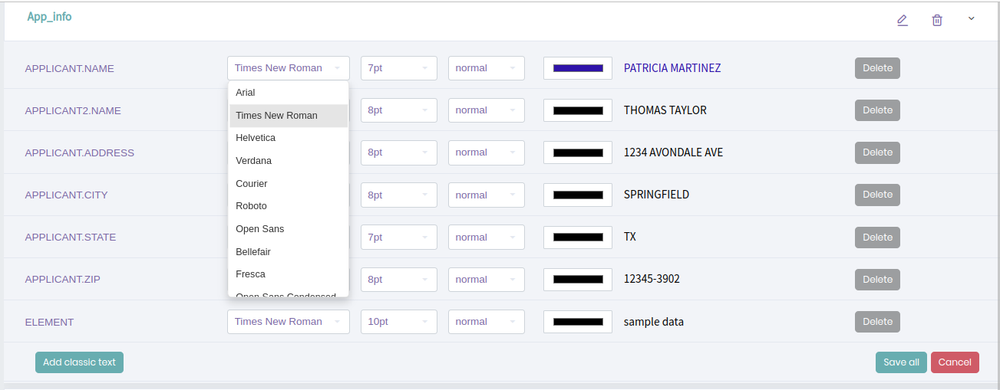 App_info
APPLICANT.NAME Times New Roman 7pt normal PATRICIA MARTINEZ Delete
Arial
APPLICANT2.NAME 8pt normal THOMAS TAYLOR Delete
Times New Roman
Helvetica
APPLICANT.ADDRESS 8pt normal 1234 AVONDALE AVE Delete
Verdana
Courier
APPLICANT.CITY 8pt normal SPRINGFIELD Delete
Roboto
Open Sans
APPLICANT.STATE 7pt normal TX Delete
Bellefair
Fresca
APPLICANT.ZIP 8pt normal 12345-3902 Delete
Open Sans Condensed
ELEMENT Times New Roman 10pt normal sample data Delete
Add classic text Save all Cancel